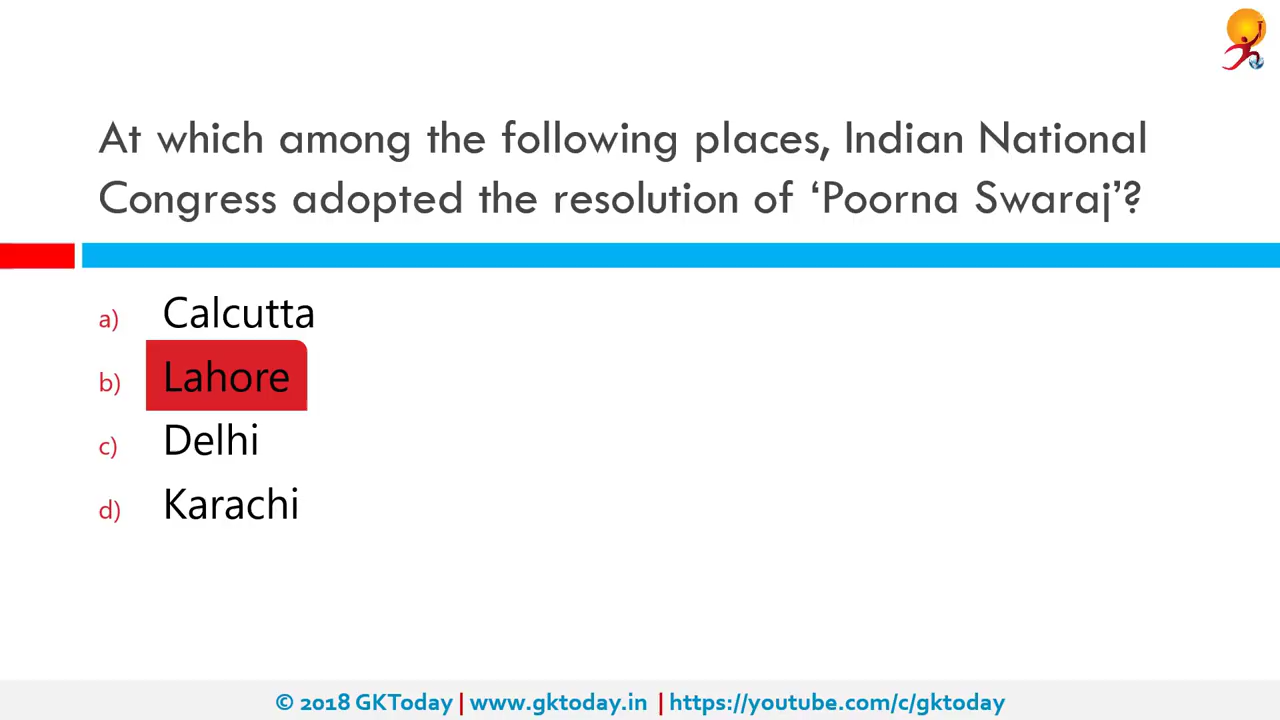 At which among the following places, Indian National
Congress adopted the resolution of ‘Poorna Swaraj’?
a) Calcutta
b) Lahore
c) Delhi
d) Karachi
© 2018 GKToday | www.gktoday.in | https://youtube.com/c/gktoday